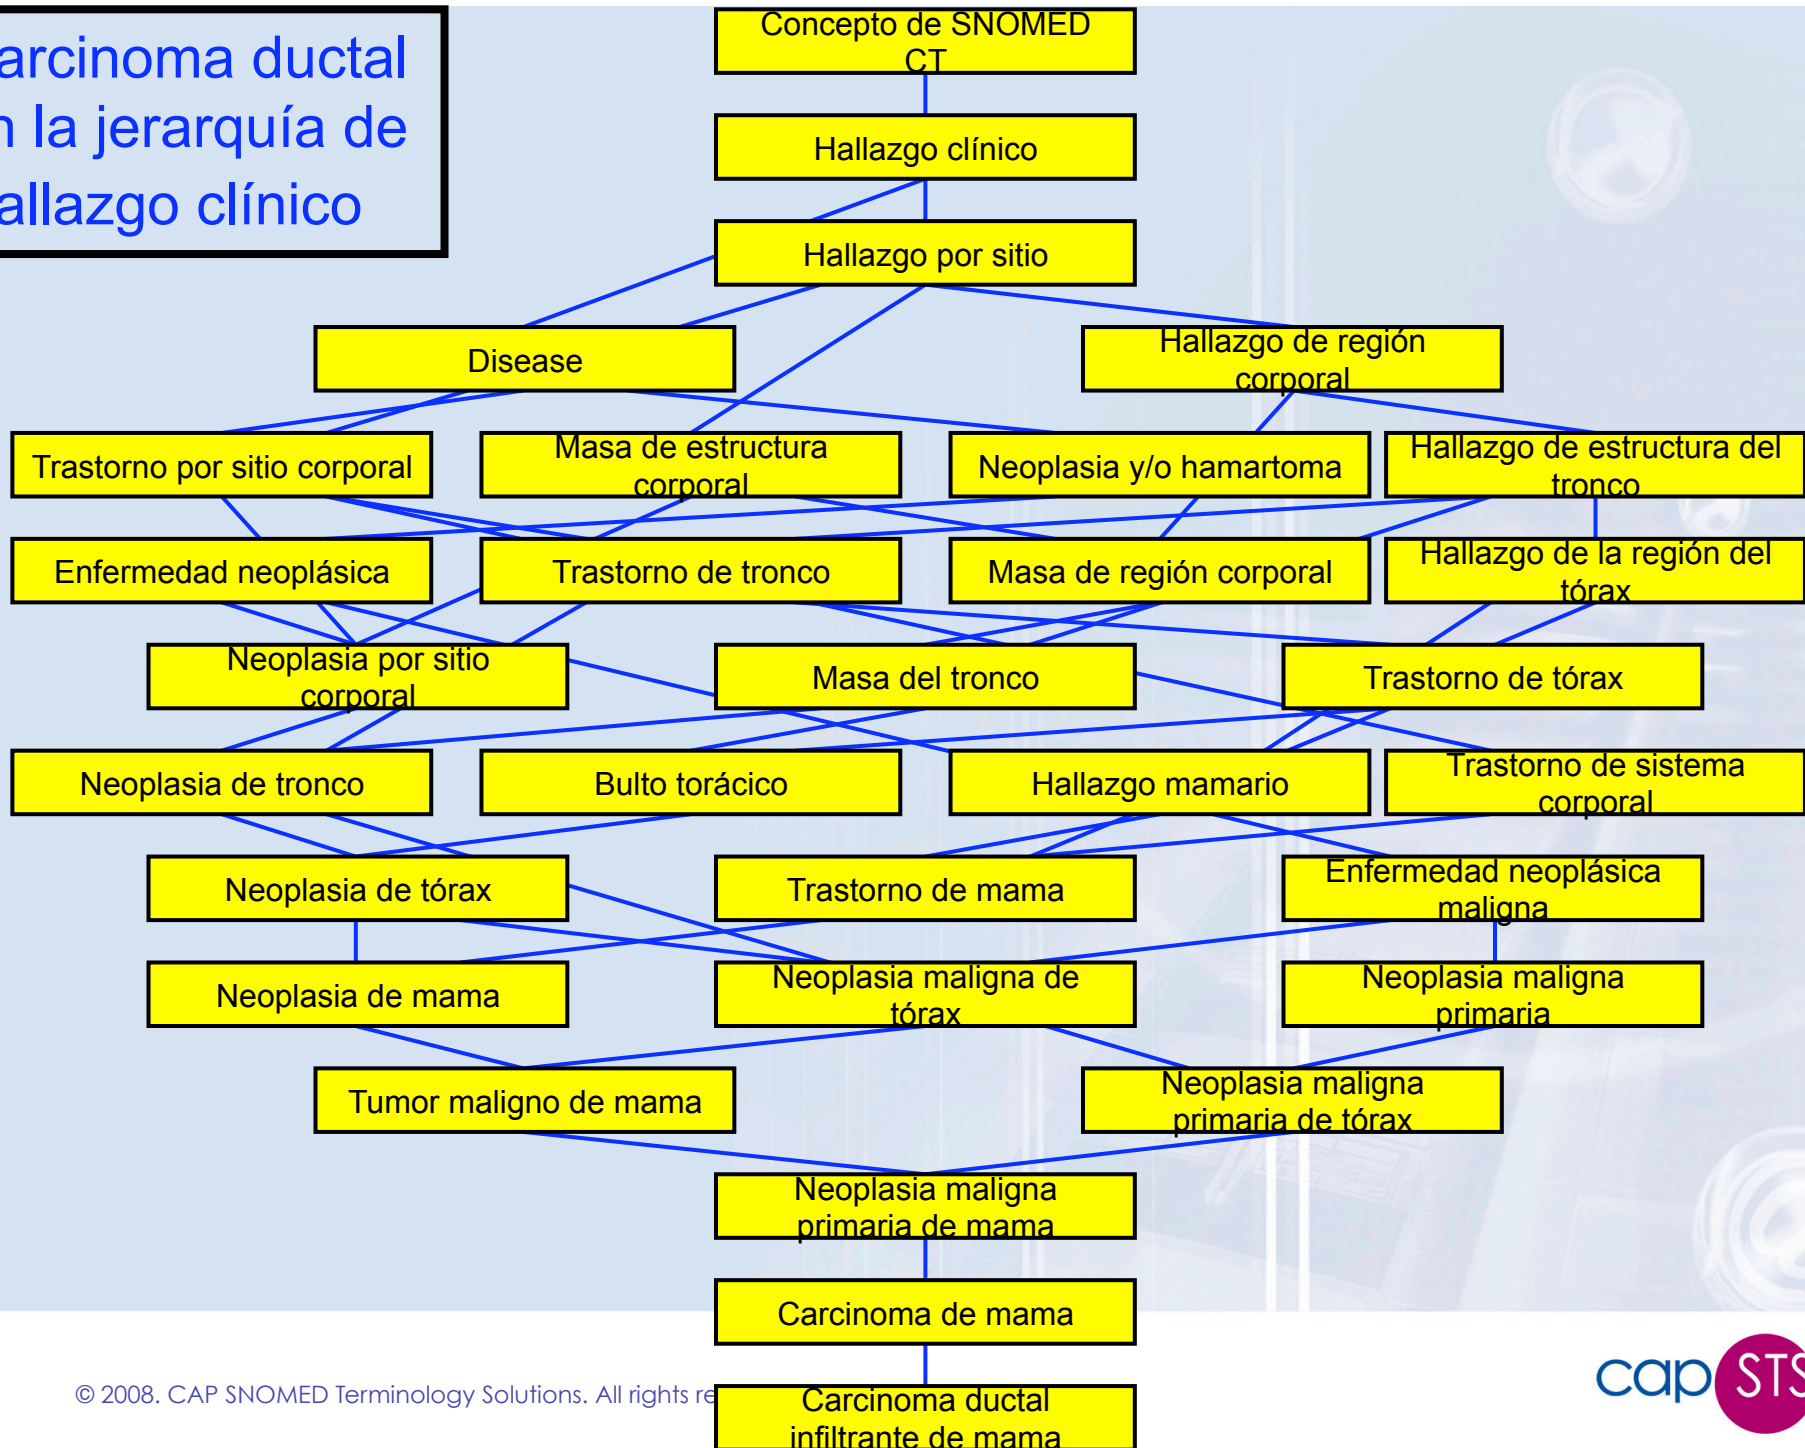 arcinoma ductal
n la jerarquía de
allazgo clínico
Concepto de SNOMED
CT
Hallazgo clínico
Hallazgo por sitio
Disease
Hallazgo de región
corporal
Trastorno por sitio corporal
Masa de estructura
corporal
Neoplasia y/o hamartoma
Hallazgo de estructura del
tronco
Enfermedad neoplásica
Trastorno de tronco
Masa de región corporal
Hallazgo de la región del
tórax
Neoplasia por sitio
corporal
Masa del tronco
Trastorno de tórax
Neoplasia de tronco
Bulto torácico
Hallazgo mamario
Trastorno de sistema
corporal
Neoplasia de tórax
Trastorno de mama
Enfermedad neoplásica
maligna
Neoplasia de mama
Neoplasia maligna de
tórax
Neoplasia maligna
primaria
Tumor maligno de mama
Neoplasia maligna
primaria de tórax
Neoplasia maligna
primaria de mama
Carcinoma de mama
Carcinoma ductal
infiltrante de mama
© 2008. CAP SNOMED Terminology Solutions. All rights re
cap STS